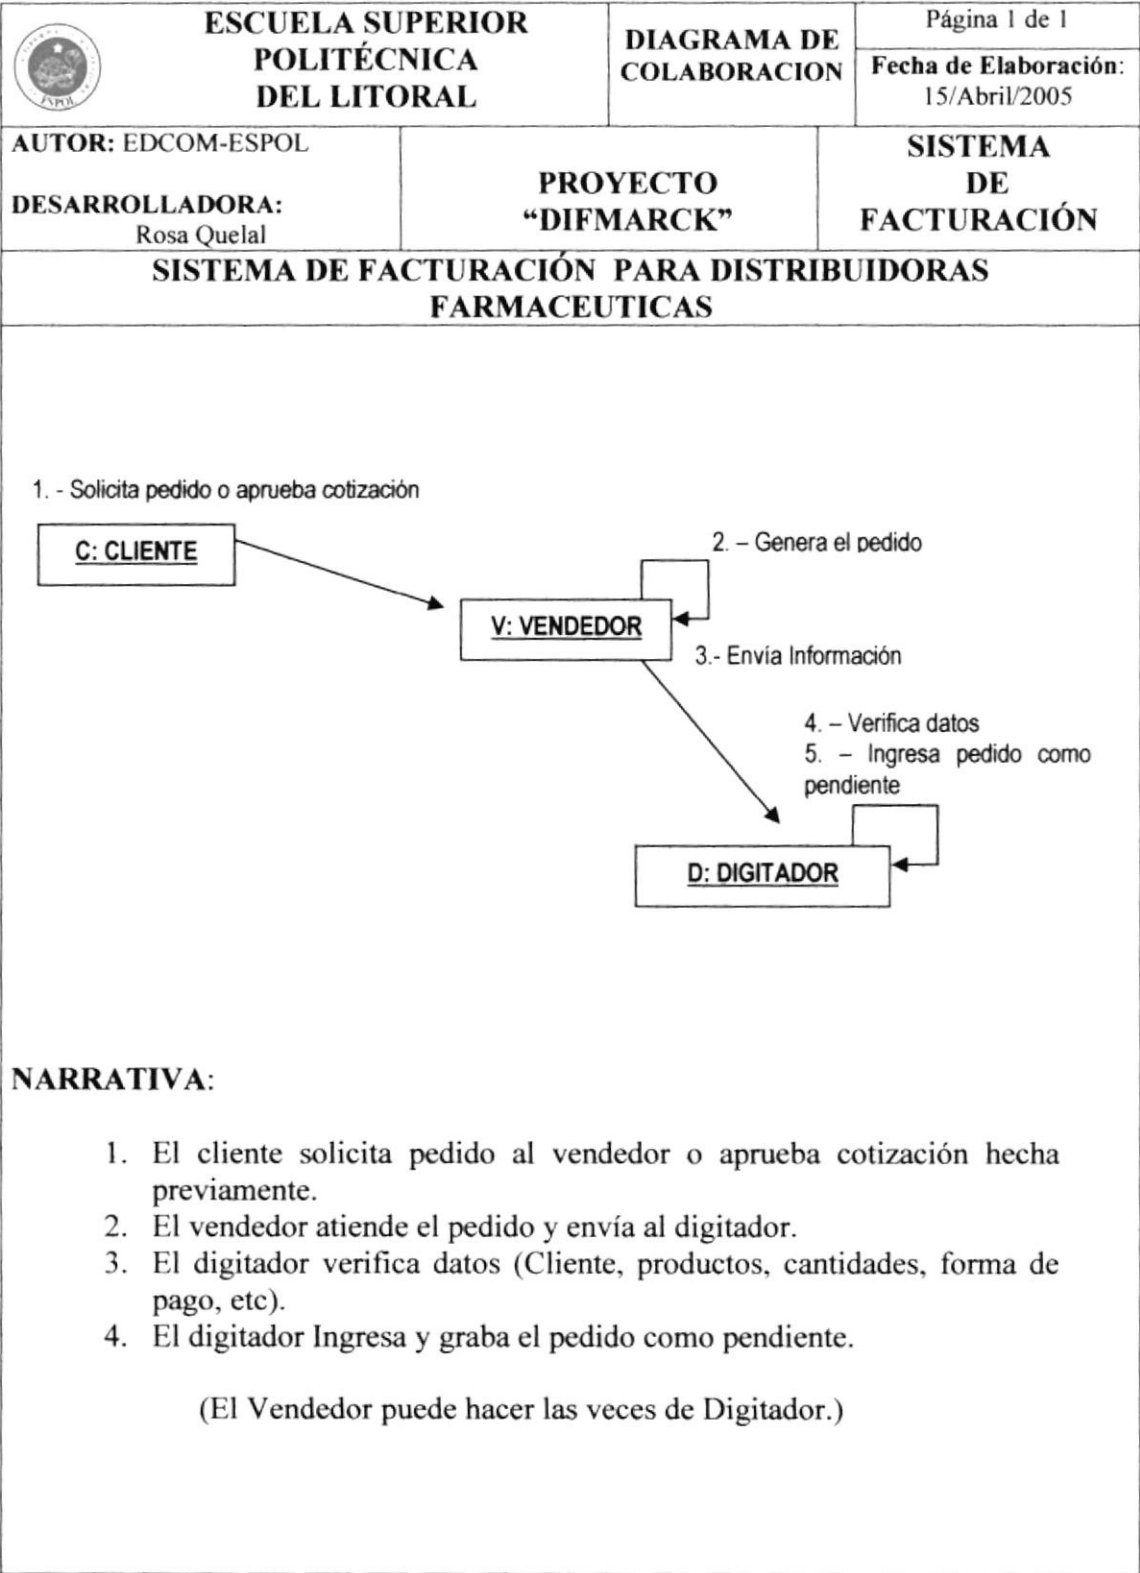 ESCUELA SUPERIOR
POLITÉCNICA
DEL LITORAL
DIAGRAMA DE
COLABORACION
Página 1 de 1
Fecha de Elaboración:
15/Abril/2005
ESPOL
AUTOR: EDCOM-ESPOL
DESARROLLADORA:
Rosa Quelal
PROYECTO
“DIFMARCK”
SISTEMA
DE
FACTURACIÓN
SISTEMA DE FACTURACIÓN PARA DISTRIBUIDORAS
FARMACEUTICAS
1. - Solicita pedido o aprueba cotización
C: CLIENTE
2. – Genera el pedido
V: VENDEDOR
3.- Envía Información
4. – Verifica datos
5. – Ingresa pedido como
pendiente
D: DIGITADOR
NARRATIVA:
1. El cliente solicita pedido al vendedor o aprueba cotización hecha
previamente.
2. El vendedor atiende el pedido y envía al digitador.
3. El digitador verifica datos (Cliente, productos, cantidades, forma de
pago, etc).
4. El digitador Ingresa y graba el pedido como pendiente.
(El Vendedor puede hacer las veces de Digitador.)